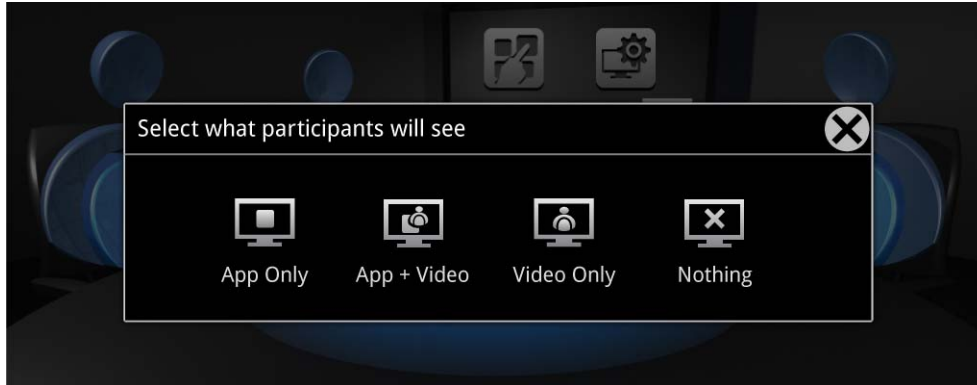 Select what participants will see
App Only
App + Video
Video Only
Nothing